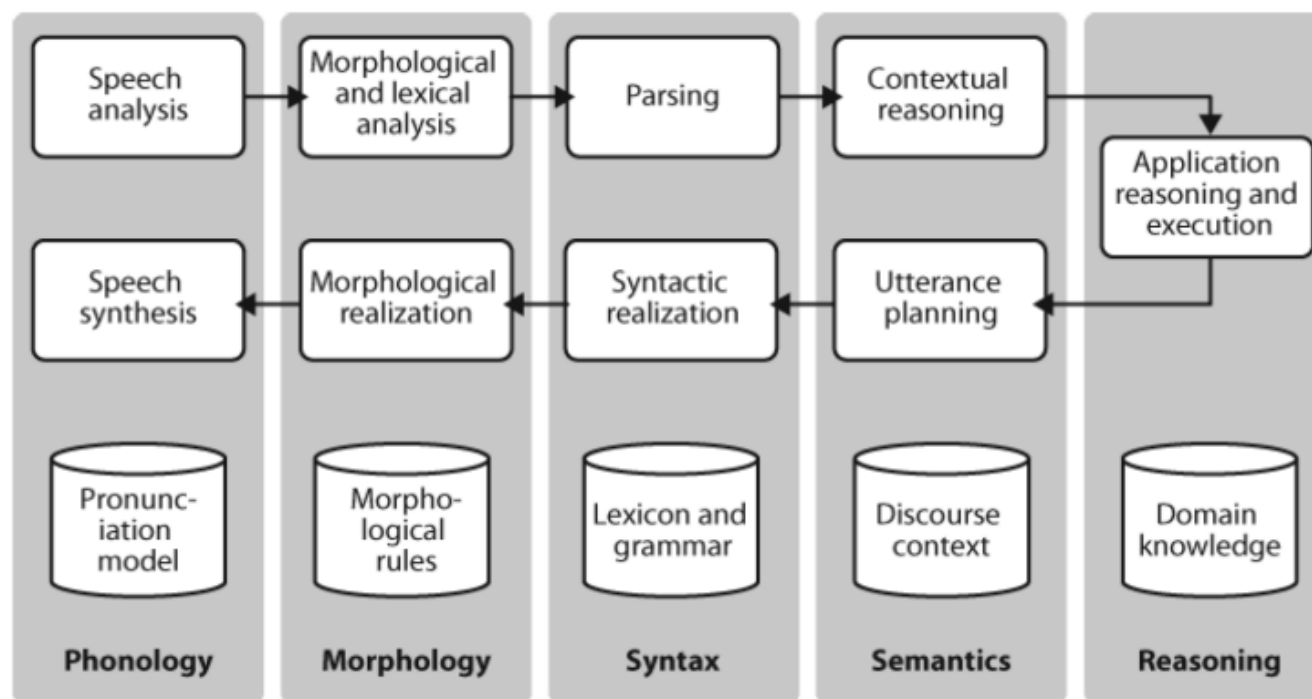 Speech
analysis
Morphological
and lexical
analysis
Parsing
Contextual
reasoning
Application
reasoning and
execution
Speech
synthesis
Morphological
realization
Syntactic
realization
Utterance
planning
Pronunc-
iation
model
Morpho-
logical
rules
Lexicon and
grammar
Discourse
context
Domain
knowledge
Phonology
Morphology
Syntax
Semantics
Reasoning